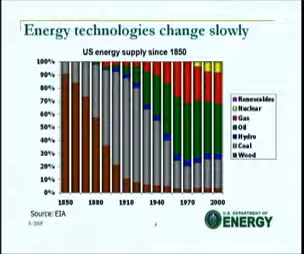 Energy technologies change slowly
US energy supply since 1850
100%
90%
80%
70%
60%
50%
40%
30%
20%
10%
0%
1850
1880
1910
1940
1970
2000
Renewables
Nuclear
Gas
Oil
Hydro
Coal
Wood
Source: EIA
U.S. DEPARTMENT OF
ENERGY